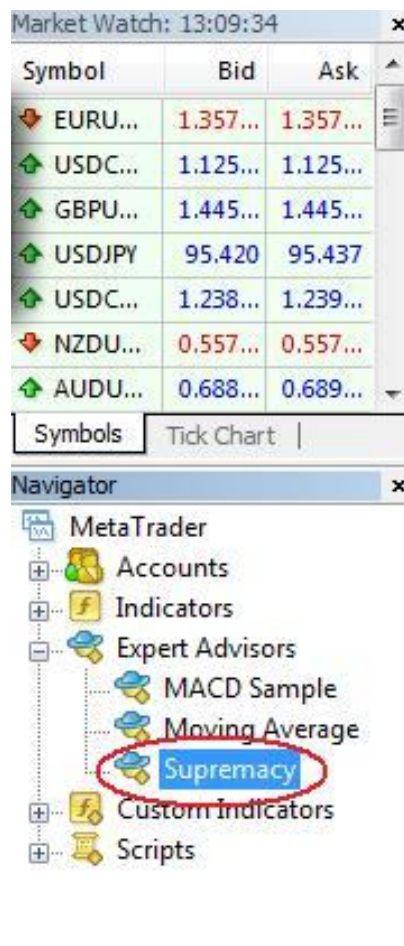 Market Watch: 13:09:34
Symbol Bid Ask
EURU... 1.357... 1.357...
USDC... 1.125... 1.125...
GBPU... 1.445... 1.445...
USDJPY 95.420 95.437
USDC... 1.238... 1.239...
NZDU... 0.557... 0.557...
AUDU... 0.688... 0.689...
Symbols Tick Chart
Navigator
MetaTrader
Accounts
Indicators
Expert Advisors
MACD Sample
Moving Average
Supremacy
Custom Indicators
Scripts